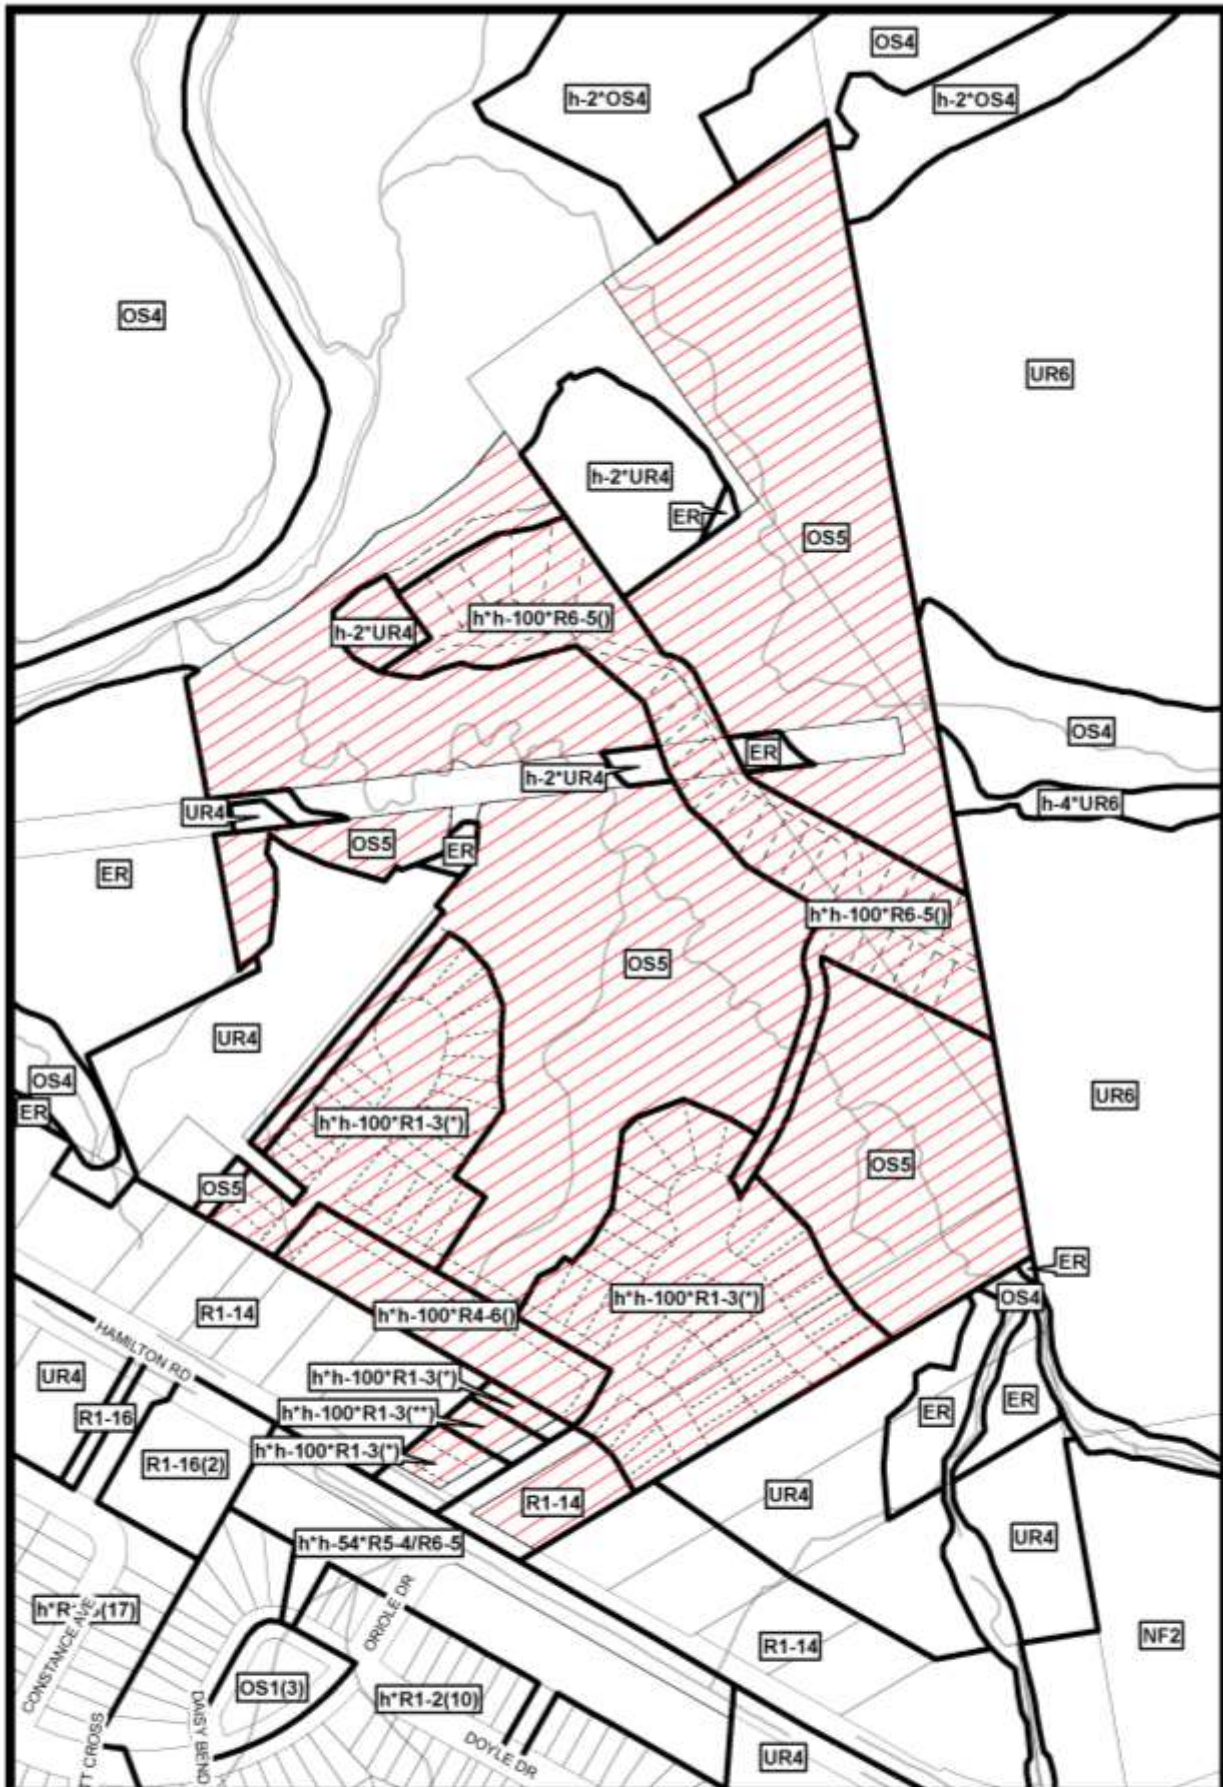 OS4
h-2*OS4
h-2*OS4
OS4
UR6
h-2*UR4
ER
OS5
h*h-100*R6-5()
h-2*UR4
OS4
ER
h-2*UR4
h-4*UR6
UR4
OS5
ER
ER
h*h-100*R6-5()
OS5
UR4
OS4
ER
UR6
h*h-100*R1-3(*)
OS5
OS5
ER
OS4
h*h-100*R1-3(*)
R1-14
h*h-100*R4-6()
HAMILTON RD
UR4
h*h-100*R1-3(*)
ER
ER
R1-16
h*h-100*R1-3(**)
h*h-100*R1-3(*)
R1-16(2)
UR4
R1-14
UR4
h*h-54*R5-4/R6-5
CONSTANCE AVE
ORIOLE DR
R1-14
NF2
OS1(3)
h*R1-2(10)
DAISY BEND
DOYLE DR
TT CROSS
UR4